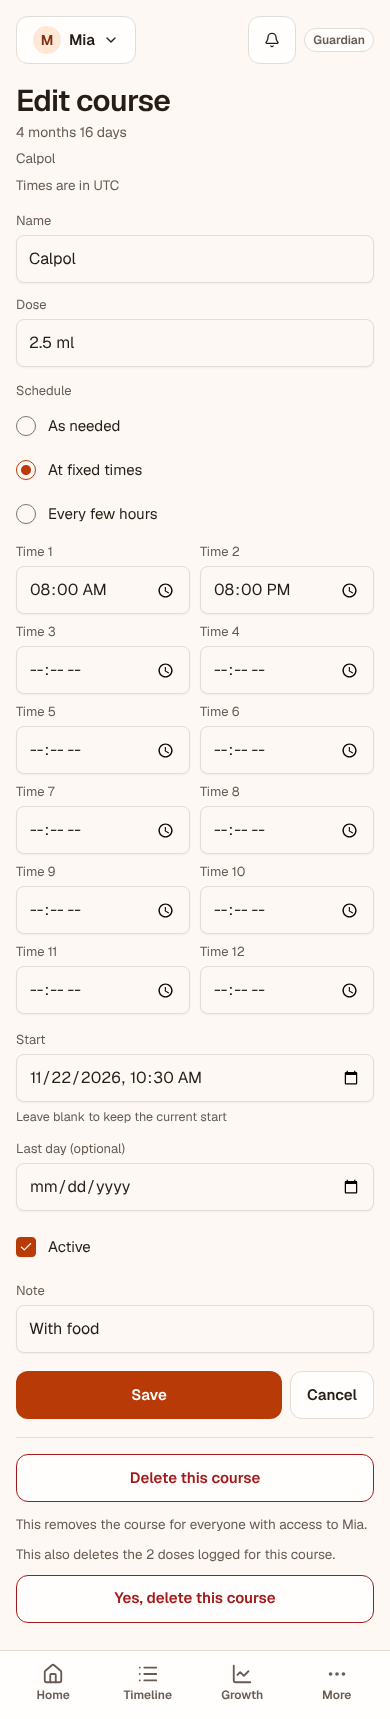 M Mia Guardian
Edit course
4 months 16 days
Calpol
Times are in UTC
Name
Calpol
Dose
2.5 ml
Schedule
As needed
At fixed times
Every few hours
Time 1 Time 2
08:00 AM 08:00 PM
Time 3 Time 4
--:-- -- --:-- --
Time 5 Time 6
--:-- -- --:-- --
Time 7 Time 8
--:-- -- --:-- --
Time 9 Time 10
--:-- -- --:-- --
Time 11 Time 12
--:-- -- --:-- --
Start
11/22/2026, 10:30 AM
Leave blank to keep the current start
Last day (optional)
mm/dd/yyyy
Active
Note
With food
Save Cancel
Delete this course
This removes the course for everyone with access to Mia.
This also deletes the 2 doses logged for this course.
Yes, delete this course
Home Timeline Growth More